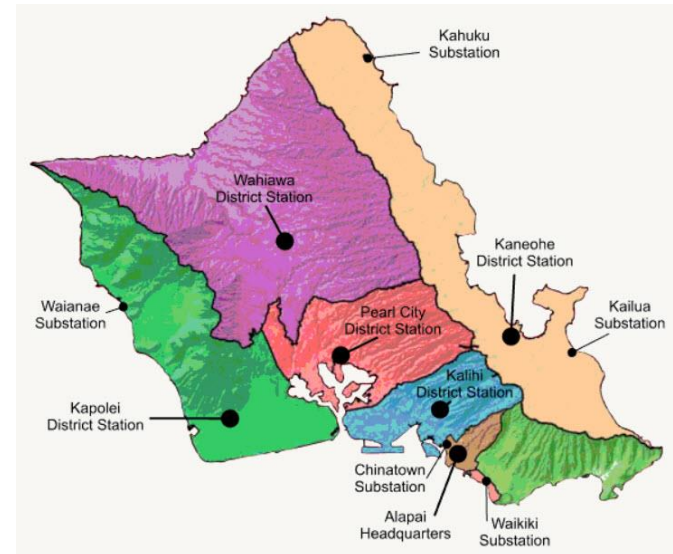 Kahuku
Substation
Wahiawa
District Station
Kaneohe
District Station
Waianae
Substation
Pearl City
District Station
Kailua
Substation
Kalihi
District Station
Kapolei
District Station
Chinatown
Substation
Alapai
Headquarters
Waikiki
Substation